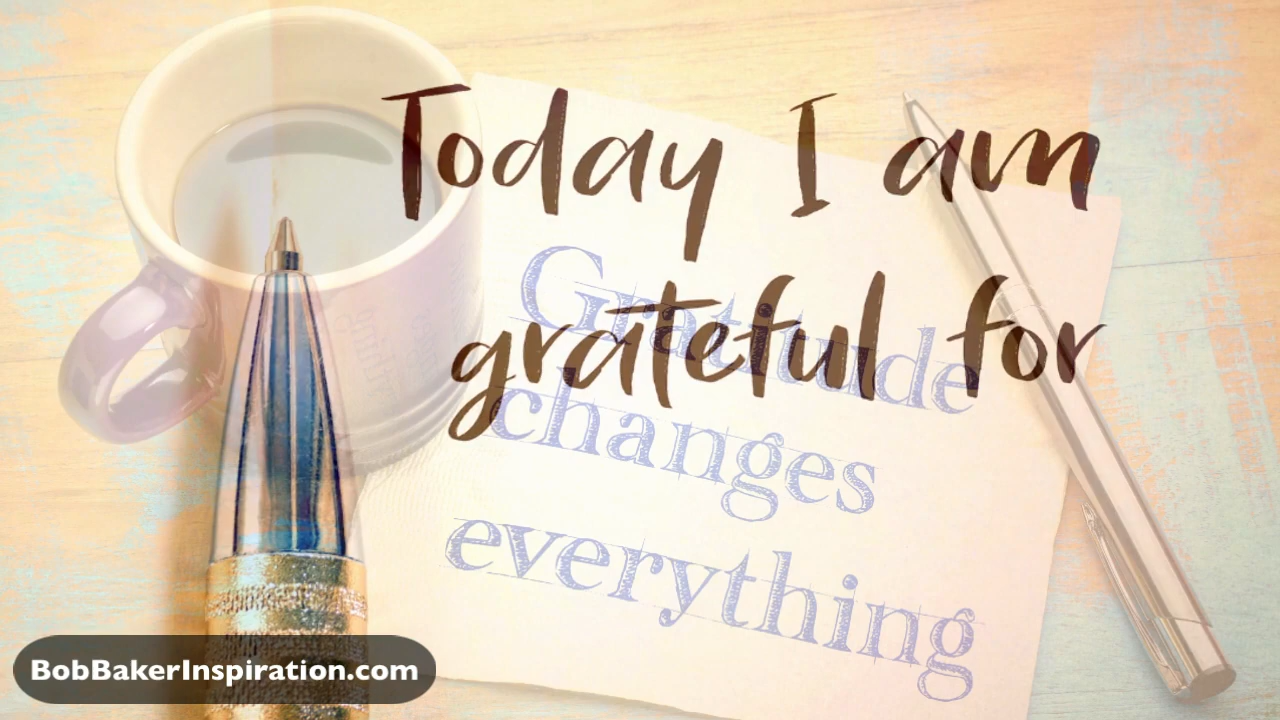 Today I am
grateful for
Gratitude
changes
everything
BobBakerInspiration.com